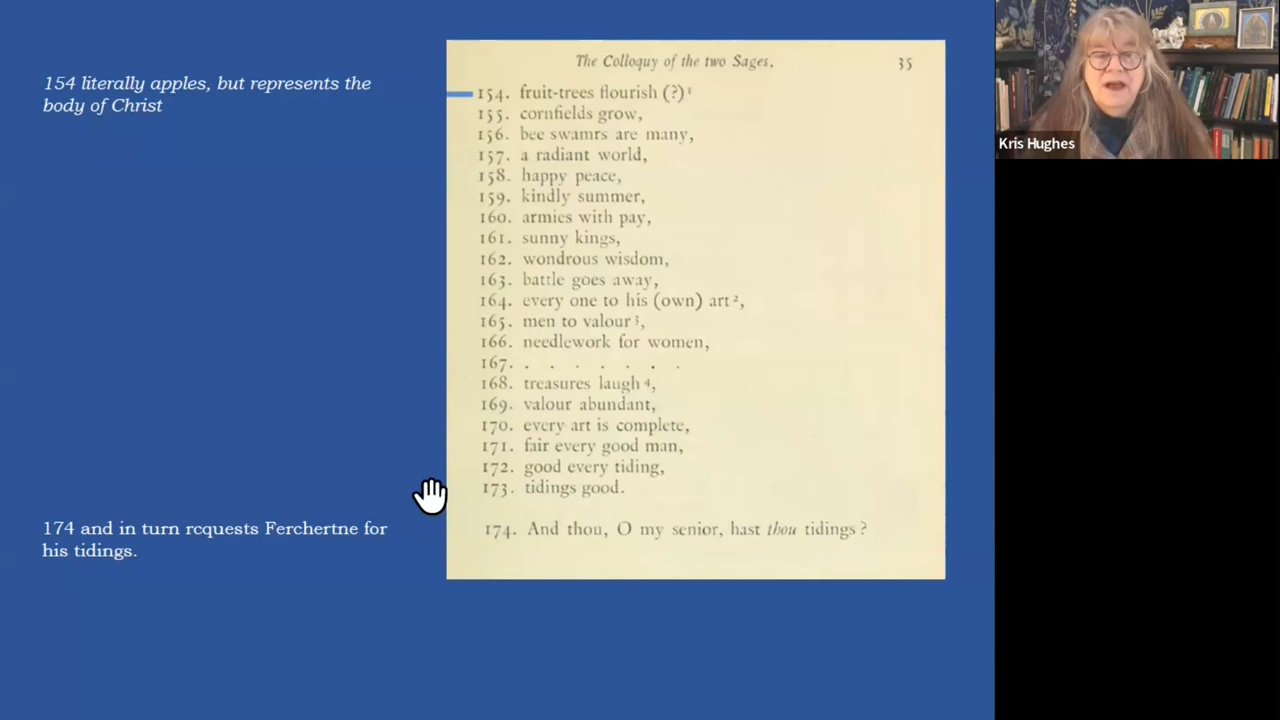 154 literally apples, but represents the
body of Christ
174 and in turn rcquests Ferchertne for
his tidings.
The Colloquy of the two Sages. 35
154. fruit-trees flourish (?)¹
155. cornfields grow,
156. bee swamrs are many,
157. a radiant world,
158. happy peace,
159. kindly summer,
160. armies with pay,
161. sunny kings,
162. wondrous wisdom,
163. battle goes away,
164. every one to his (own) art²,
165. men to valour³,
166. needlework for women,
167. . . . . . . .
168. treasures laugh⁴,
169. valour abundant,
170. every art is complete,
171. fair every good man,
172. good every tiding,
173. tidings good.
174. And thou, O my senior, hast thou tidings?
Kris Hughes